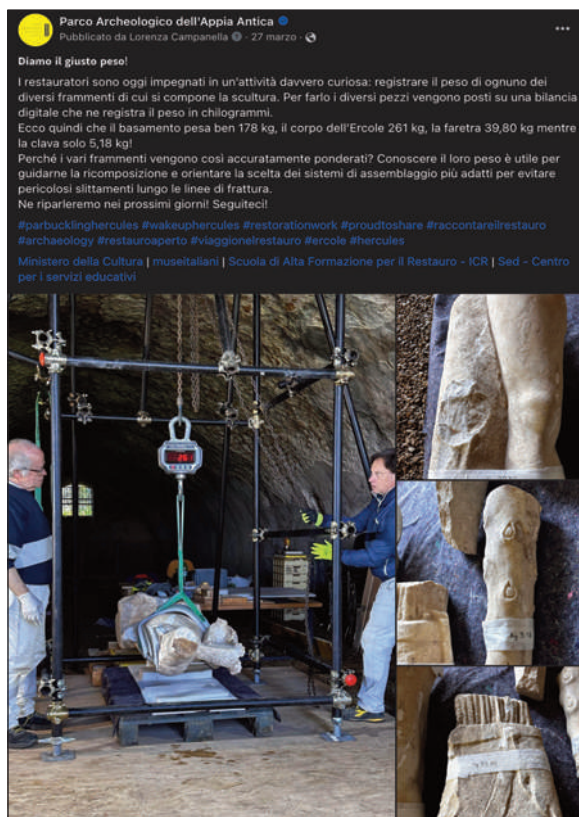 Parco Archeologico dell'Appia Antica
Pubblicato da Lorenza Campanella · 27 marzo ·
Diamo il giusto peso!
I restauratori sono oggi impegnati in un'attività davvero curiosa: registrare il peso di ognuno dei
diversi frammenti di cui si compone la scultura. Per farlo i diversi pezzi vengono posti su una bilancia
digitale che ne registra il peso in chilogrammi.
Ecco quindi che il basamento pesa ben 178 kg, il corpo dell'Ercole 261 kg, la faretra 39,80 kg mentre
la clava solo 5,18 kg!
Perché i vari frammenti vengono così accuratamente ponderati? Conoscere il loro peso è utile per
guidarne la ricomposizione e orientare la scelta dei sistemi di assemblaggio più adatti per evitare
pericolosi slittamenti lungo le linee di frattura.
Ne riparleremo nei prossimi giorni! Seguiteci!
#parbucklinghercules #wakeuphercules #restorationwork #proudtoshare #raccontareilrestauro
#archaeology #restauroaperto #viaggionelrestauro #ercole #hercules
Ministero della Cultura | museitaliani | Scuola di Alta Formazione per il Restauro - ICR | Sed - Centro
per i servizi educativi
261